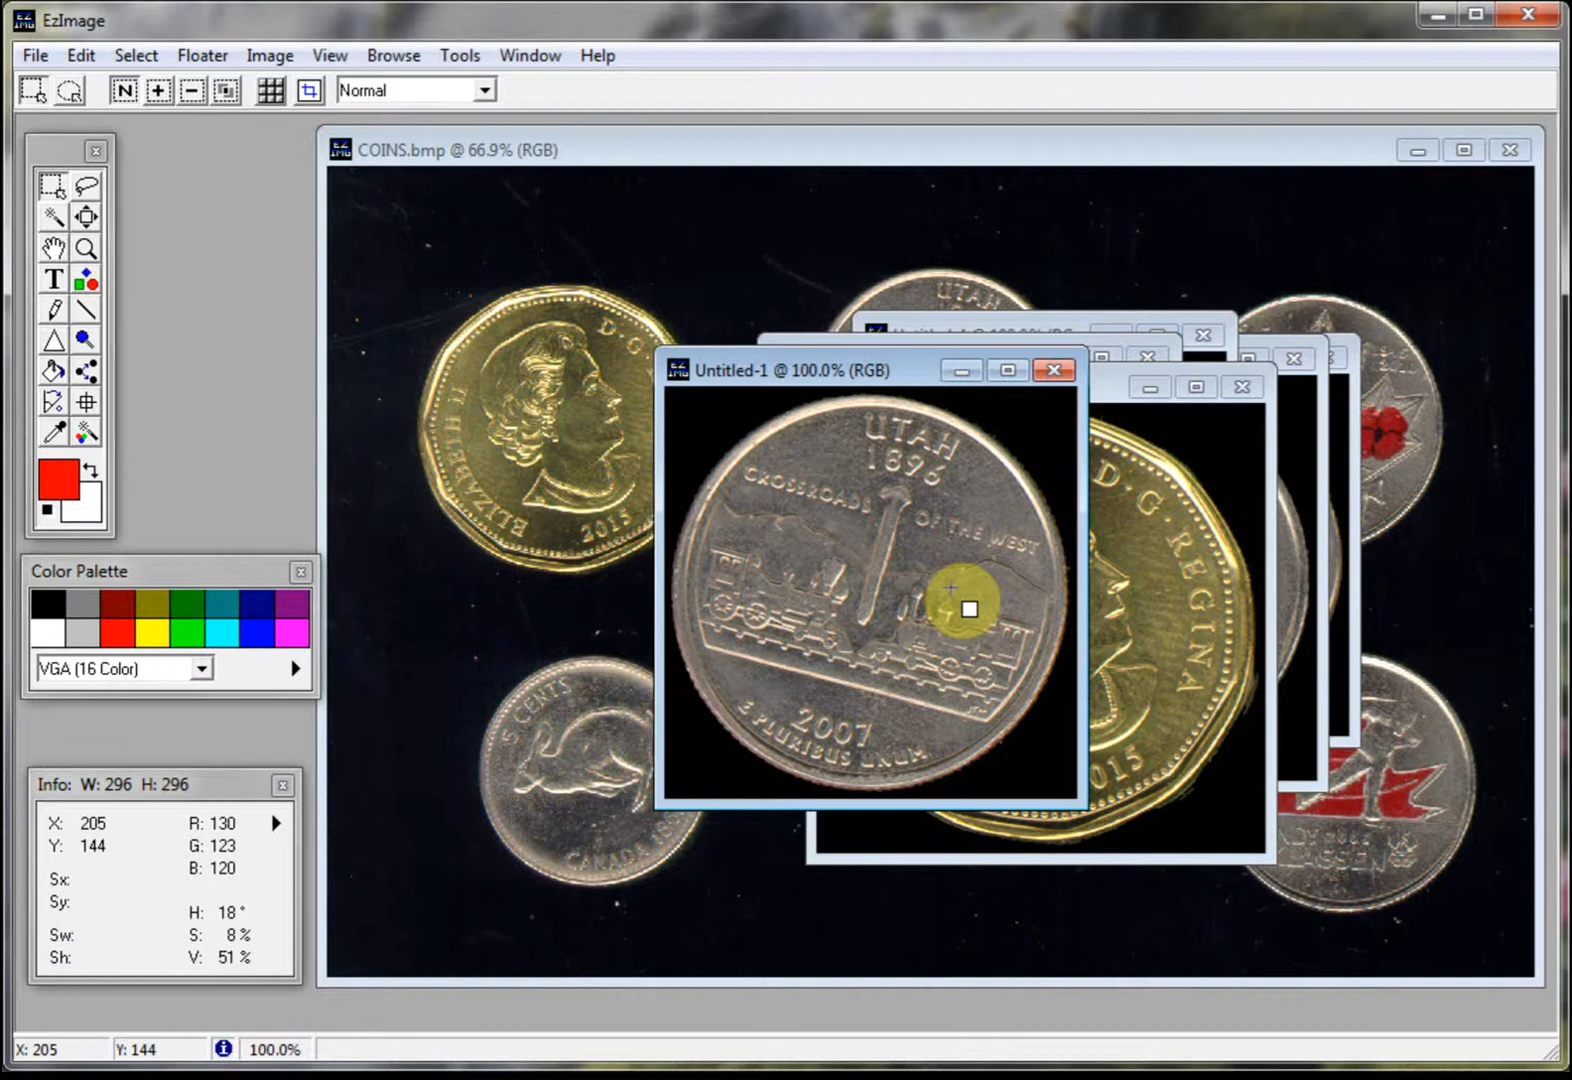 EzImage
File Edit Select Floater Image View Browse Tools Window Help
N
Normal
COINS.bmp @ 66.9% (RGB)
UTAH
Untitled-1 @ 100.0% (RGB)
D·G·
ELIZABETH II
2015
UTAH
1896
CROSSROADS OF THE WEST
2007
E PLURIBUS UNUM
D·G·REGINA
015
T
Color Palette
VGA (16 Color)
5 CENTS
CANADA
Info: W: 296 H: 296
X: 205 R: 130
Y: 144 G: 123
B: 120
Sx:
Sy:
H: 18°
Sw: S: 8 %
Sh: V: 51 %
X: 205 Y: 144 100.0%